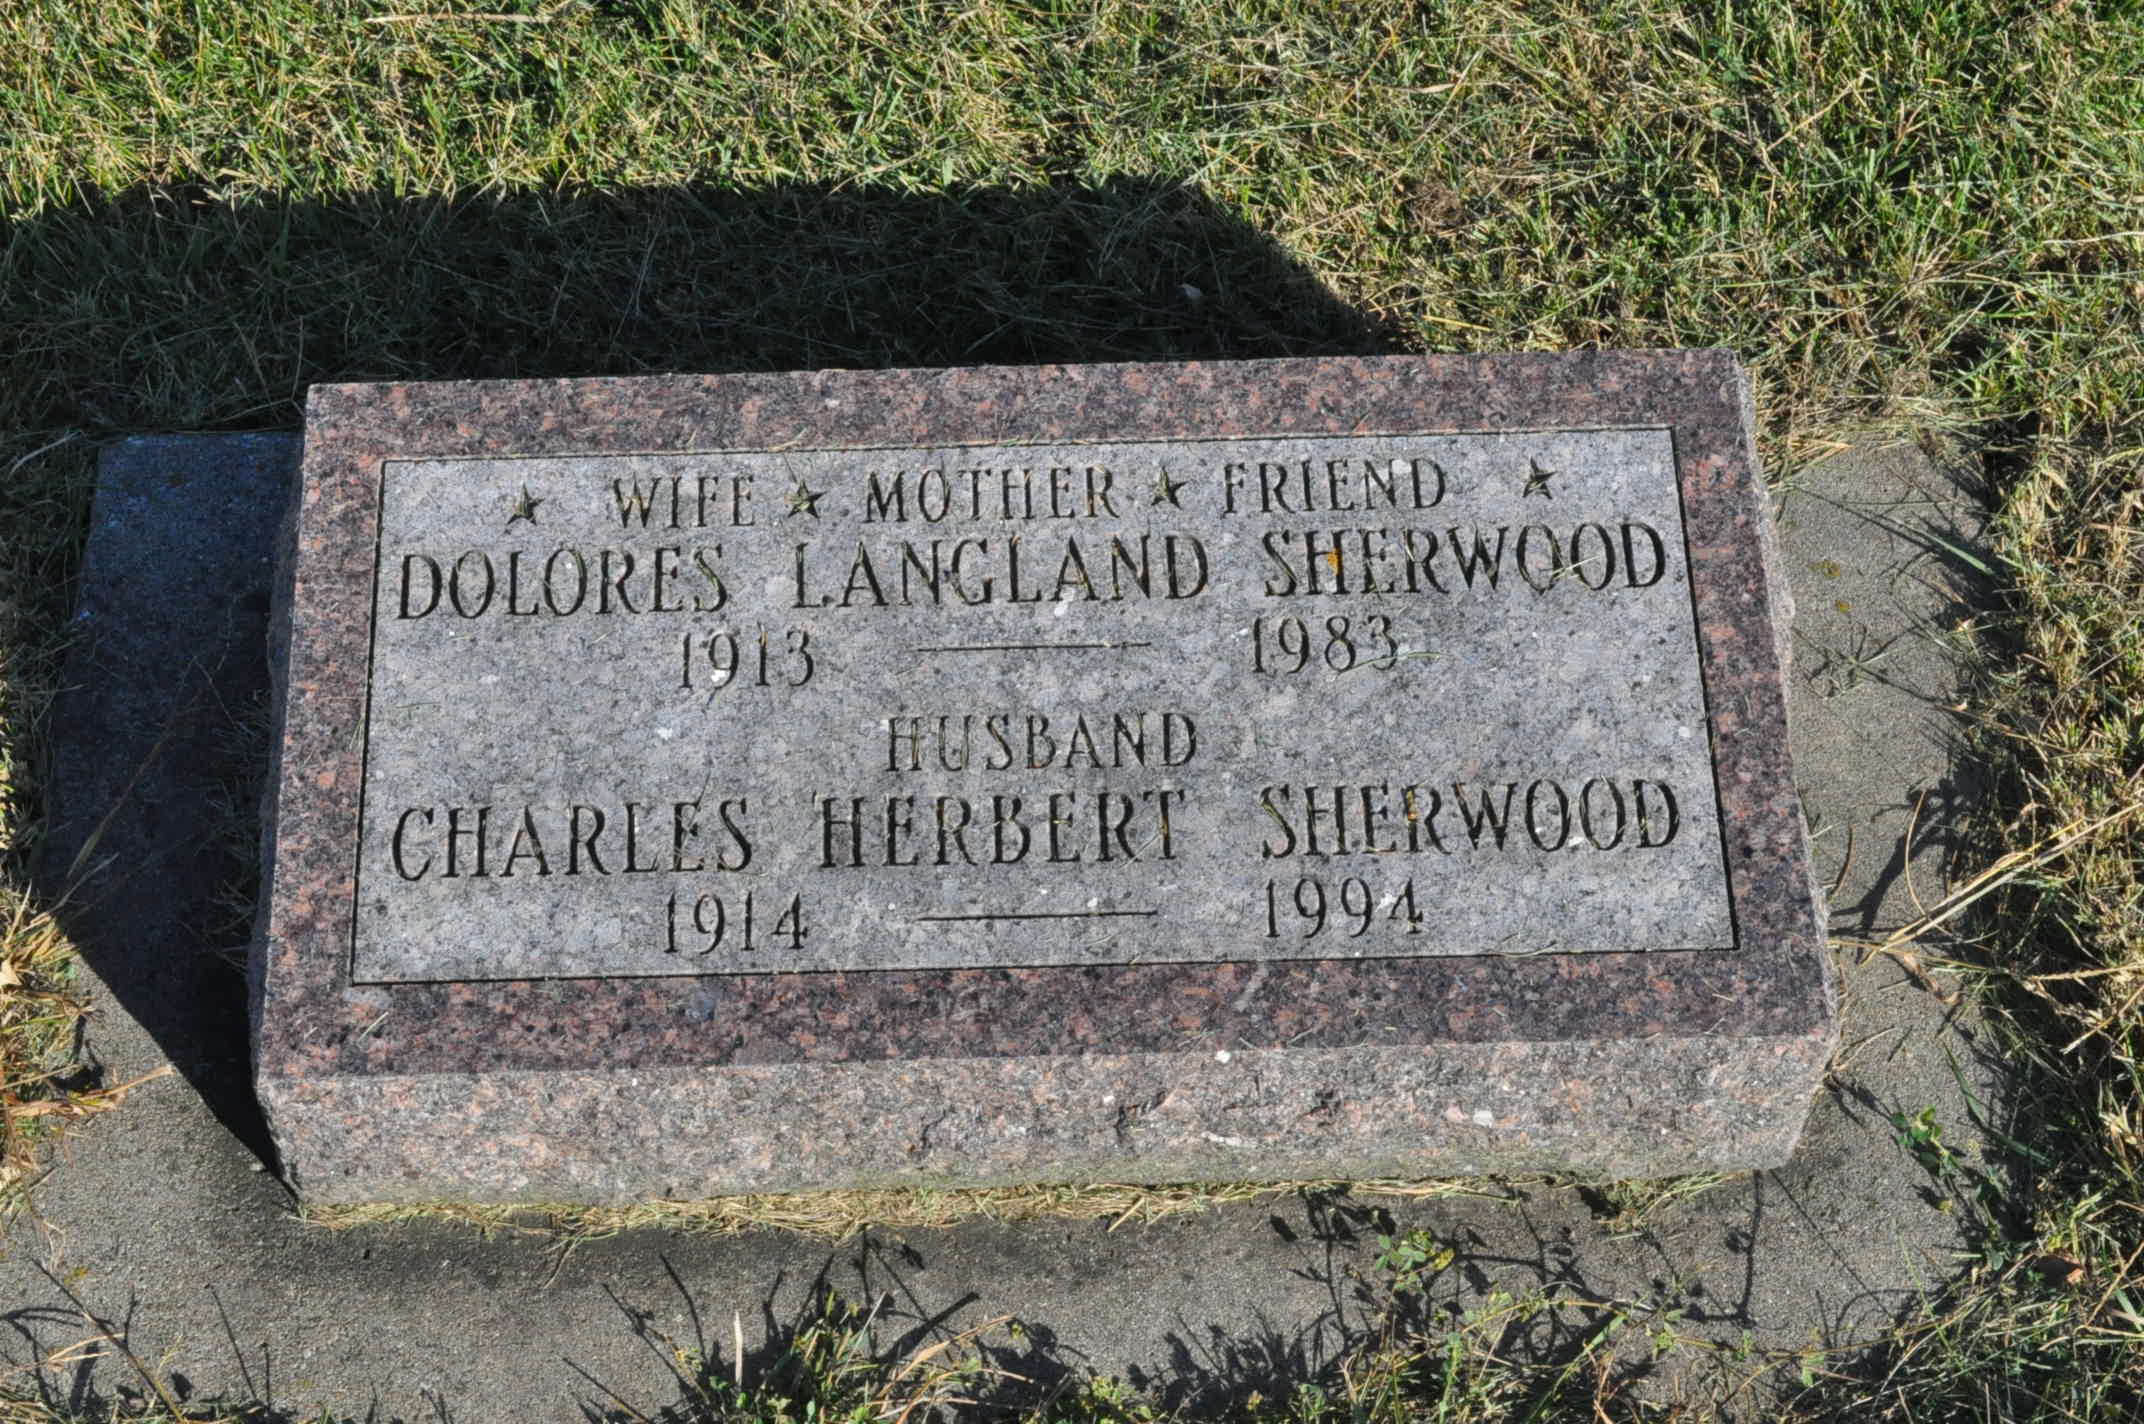 ★ WIFE ★ MOTHER ★ FRIEND ★
DOLORES LANGLAND SHERWOOD
1913 — 1983
HUSBAND
CHARLES HERBERT SHERWOOD
1914 — 1994